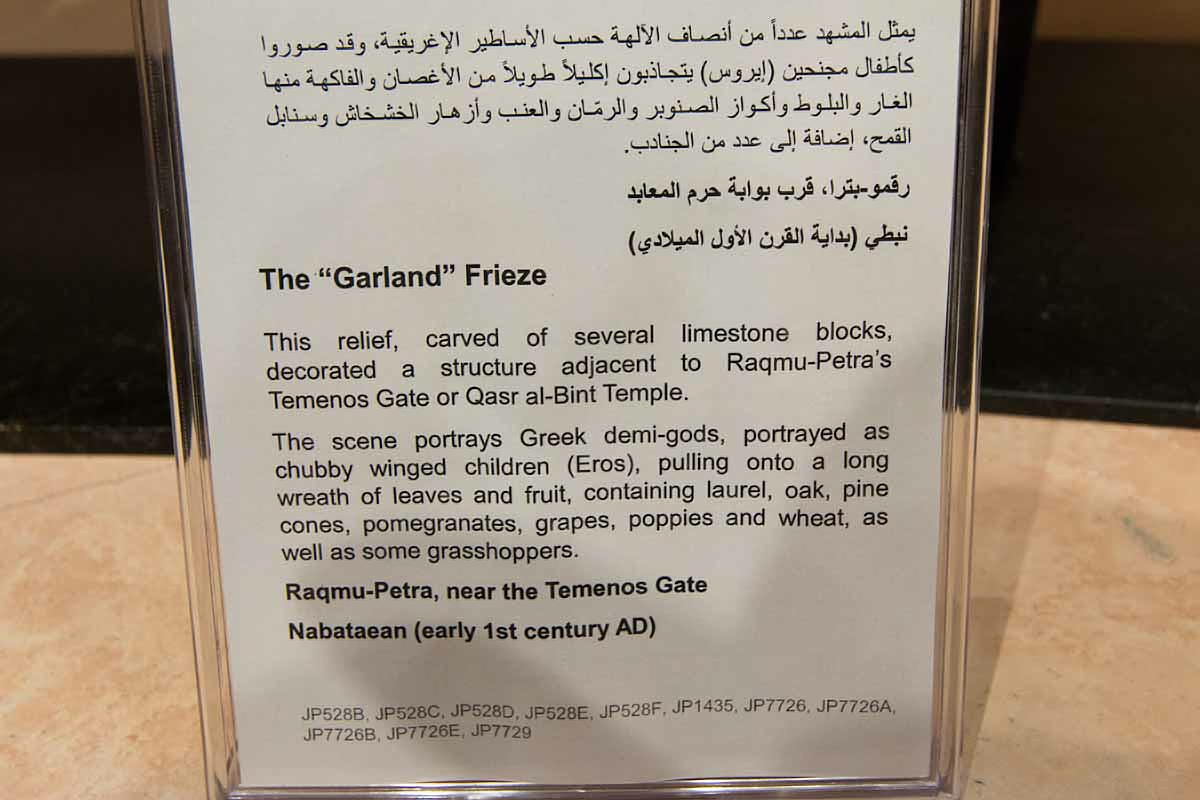 يمثل المشهد عدداً من أنصاف الآلهة حسب الأساطير الإغريقية، وقد صوروا
كأطفال مجنحين (إيروس) يتجاذبون إكليلاً طويلاً من الأغصان والفاكهة منها
الغار والبلوط وأكواز الصنوبر والرمّان والعنب وأزهار الخشخاش وسنابل
القمح، إضافة إلى عدد من الجنادب.
رقمو-بترا، قرب بوابة حرم المعابد
نبطي (بداية القرن الأول الميلادي)
The “Garland” Frieze
This relief, carved of several limestone blocks,
decorated a structure adjacent to Raqmu-Petra’s
Temenos Gate or Qasr al-Bint Temple.
The scene portrays Greek demi-gods, portrayed as
chubby winged children (Eros), pulling onto a long
wreath of leaves and fruit, containing laurel, oak, pine
cones, pomegranates, grapes, poppies and wheat, as
well as some grasshoppers.
Raqmu-Petra, near the Temenos Gate
Nabataean (early 1st century AD)
JP528B, JP528C, JP528D, JP528E, JP528F, JP1435, JP7726, JP7726A,
JP7726B, JP7726E, JP7729